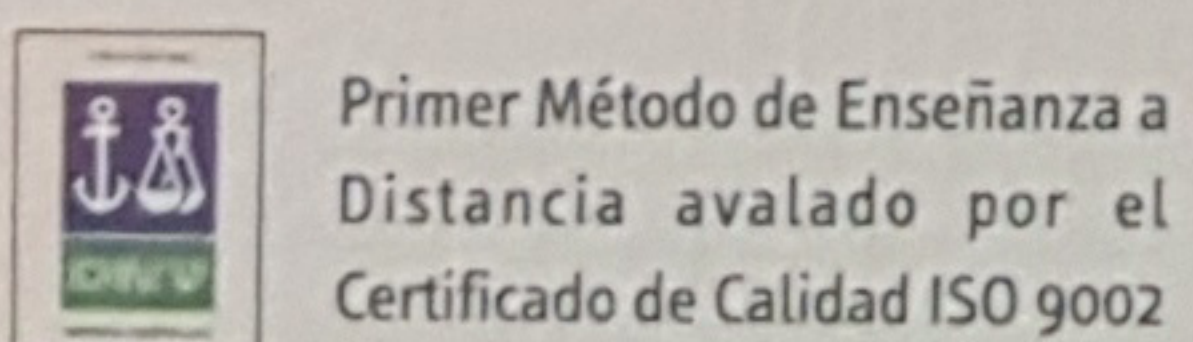 Primer Método de Enseñanza a
Distancia avalado por el
Certificado de Calidad ISO 9002